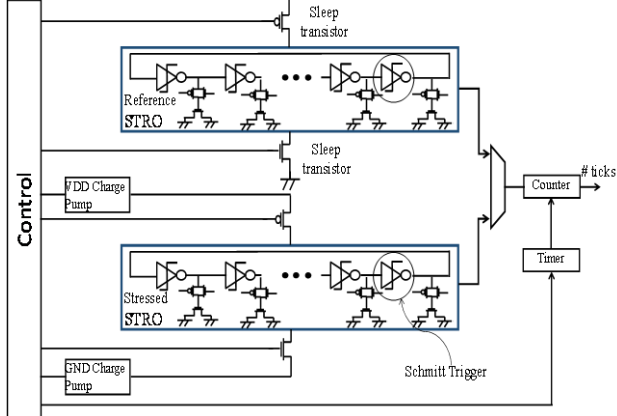 Sleep
transistor
Reference
STRO
Sleep
transistor
Control
VDD Charge
Pump
# ticks
Counter
Timer
Stressed
STRO
GND Charge
Pump
Schmitt Trigger